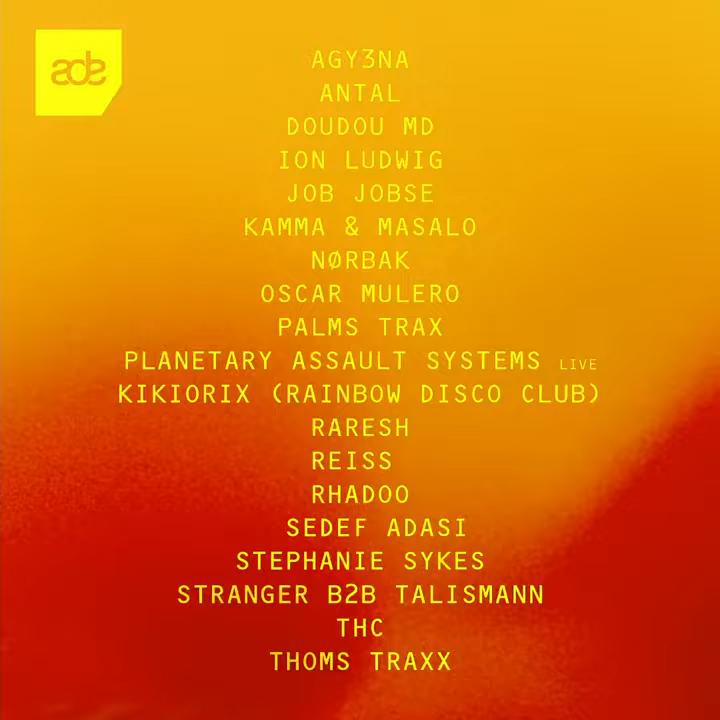 ade
AGY3NA
ANTAL
DOUDOU MD
ION LUDWIG
JOB JOBSE
KAMMA & MASALO
NØRBAK
OSCAR MULERO
PALMS TRAX
PLANETARY ASSAULT SYSTEMS LIVE
KIKIORIX (RAINBOW DISCO CLUB)
RARESH
REISS
RHADOO
SEDEF ADASI
STEPHANIE SYKES
STRANGER B2B TALISMANN
THC
THOMS TRAXX